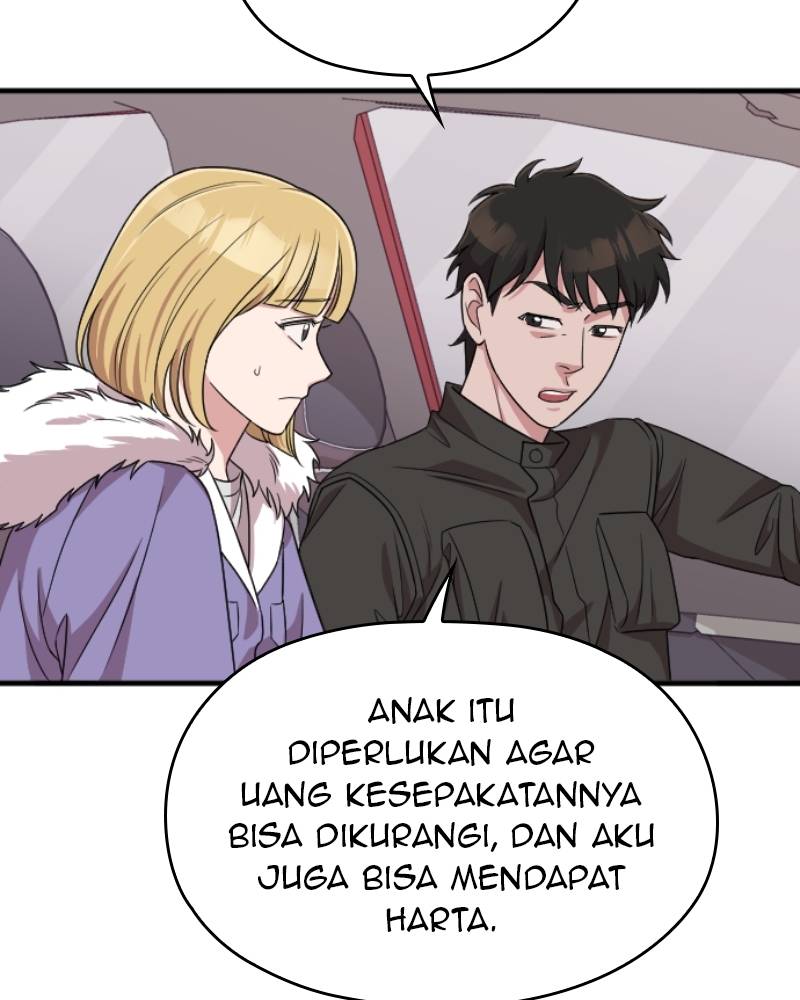 ANAK ITU
DIPERLUKAN AGAR
UANG KESEPAKATANNYA
BISA DIKURANGI, DAN AKU
JUGA BISA MENDAPAT
HARTA.